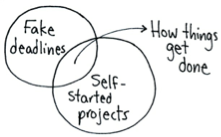 Fake
deadlines
How things
get
done
Self-
started
projects